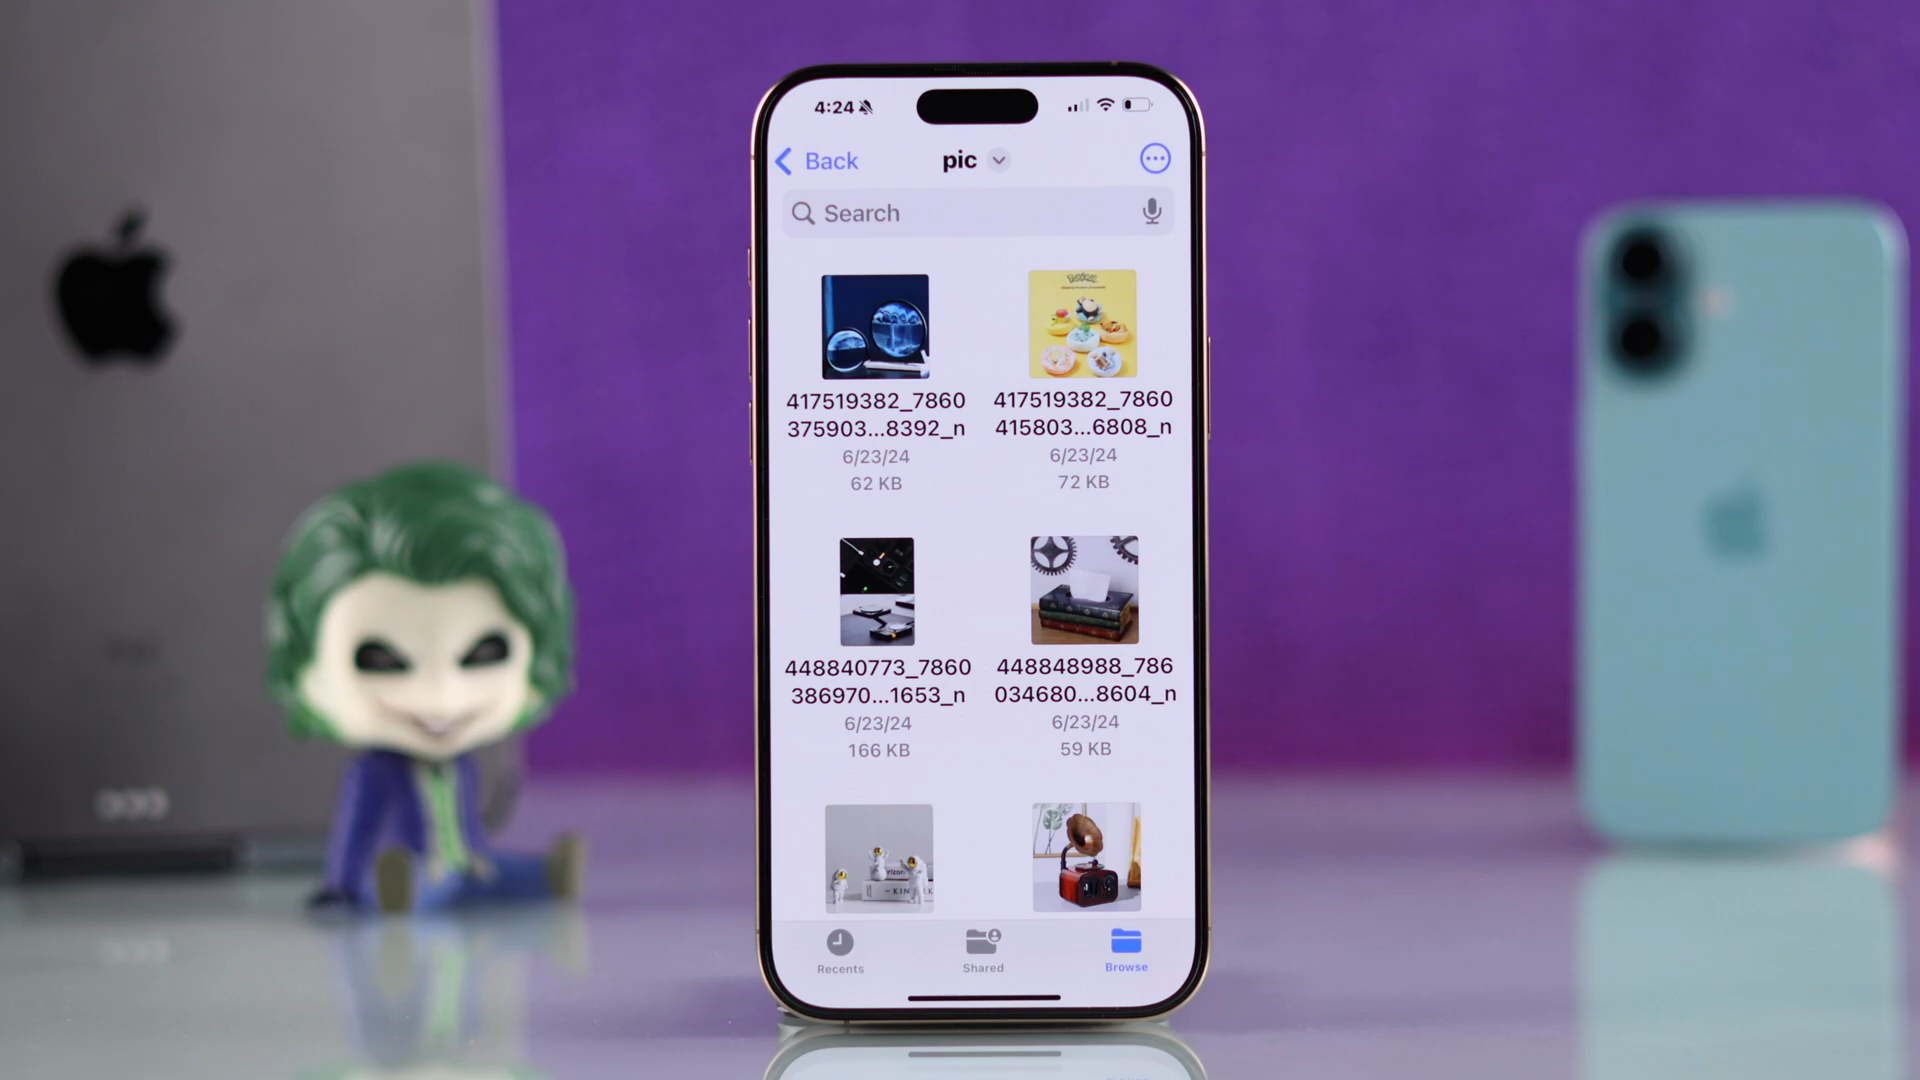 4:24
Back
pic
Search
Pokémon
417519382_7860
375903...8392_n
6/23/24
62 KB
417519382_7860
415803...6808_n
6/23/24
72 KB
448840773_7860
386970...1653_n
6/23/24
166 KB
448848988_786
034680...8604_n
6/23/24
59 KB
Recents
Shared
Browse